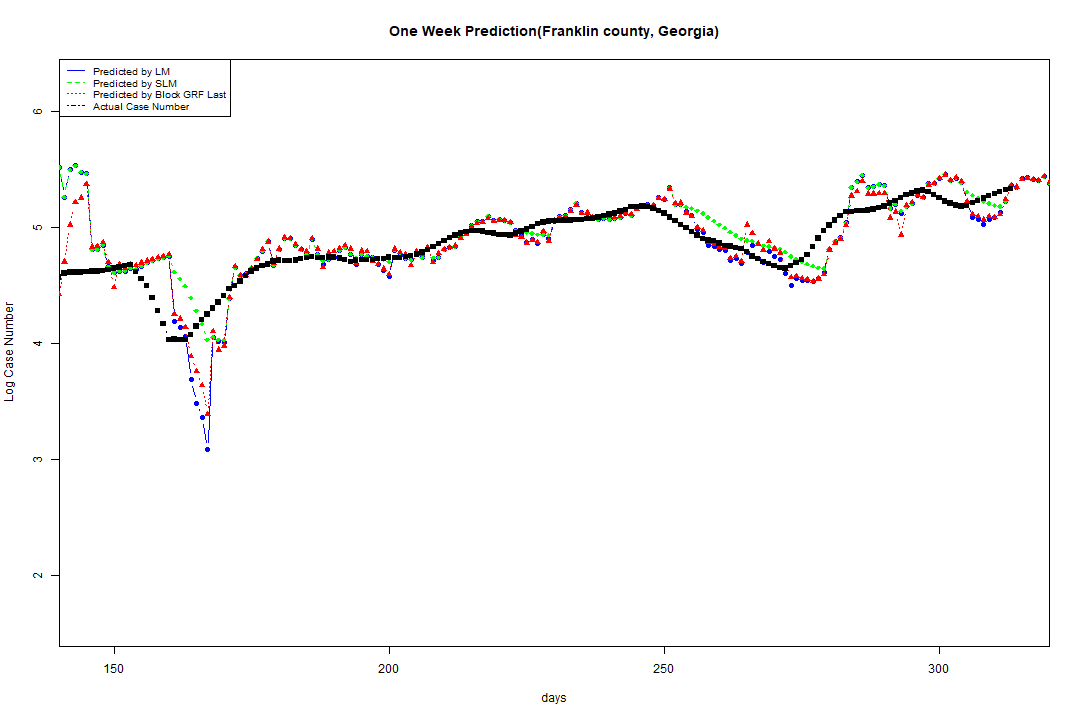 One Week Prediction(Franklin county, Georgia)
Predicted by LM
Predicted by SLM
Predicted by Block GRF Last
Actual Case Number
6
5
4
3
2
Log Case Number
150 200 250 300
days